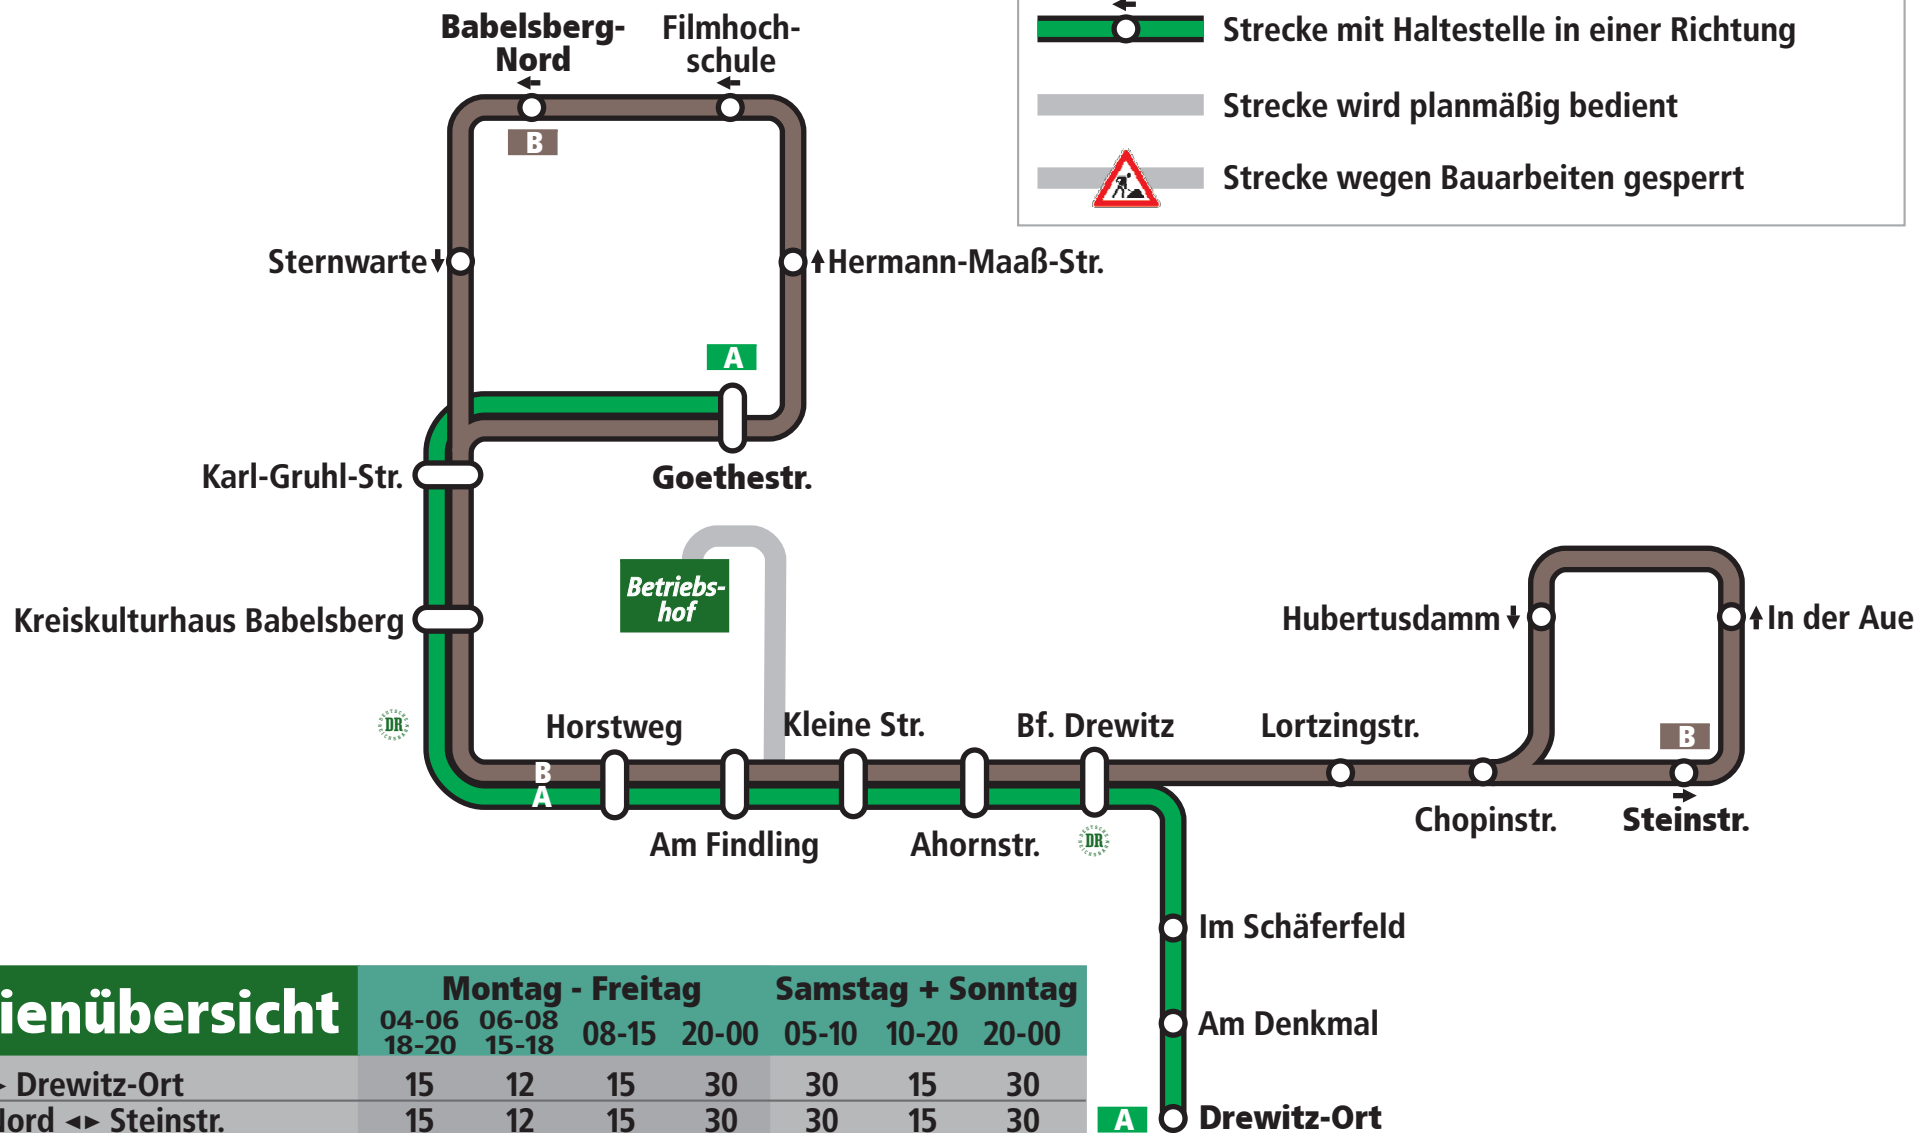 Babelsberg-
Nord
Filmhoch-
schule
B
Strecke mit Haltestelle in einer Richtung
Strecke wird planmäßig bedient
Strecke wegen Bauarbeiten gesperrt
Sternwarte
Hermann-Maaß-Str.
A
Karl-Gruhl-Str.
Goethestr.
Betriebs-
hof
Kreiskulturhaus Babelsberg
Hubertusdamm
In der Aue
DR
Horstweg
Kleine Str.
Bf. Drewitz
Lortzingstr.
B
B
A
Am Findling
Ahornstr.
DR
Chopinstr.
Steinstr.
Im Schäferfeld
Am Denkmal
A
Drewitz-Ort
ienübersicht
Montag - Freitag
Samstag + Sonntag
04-06 06-08
18-20 15-18
08-15 20-00 05-10 10-20 20-00
Drewitz-Ort 15 12 15 30 30 15 30
Nord ◄► Steinstr. 15 12 15 30 30 15 30